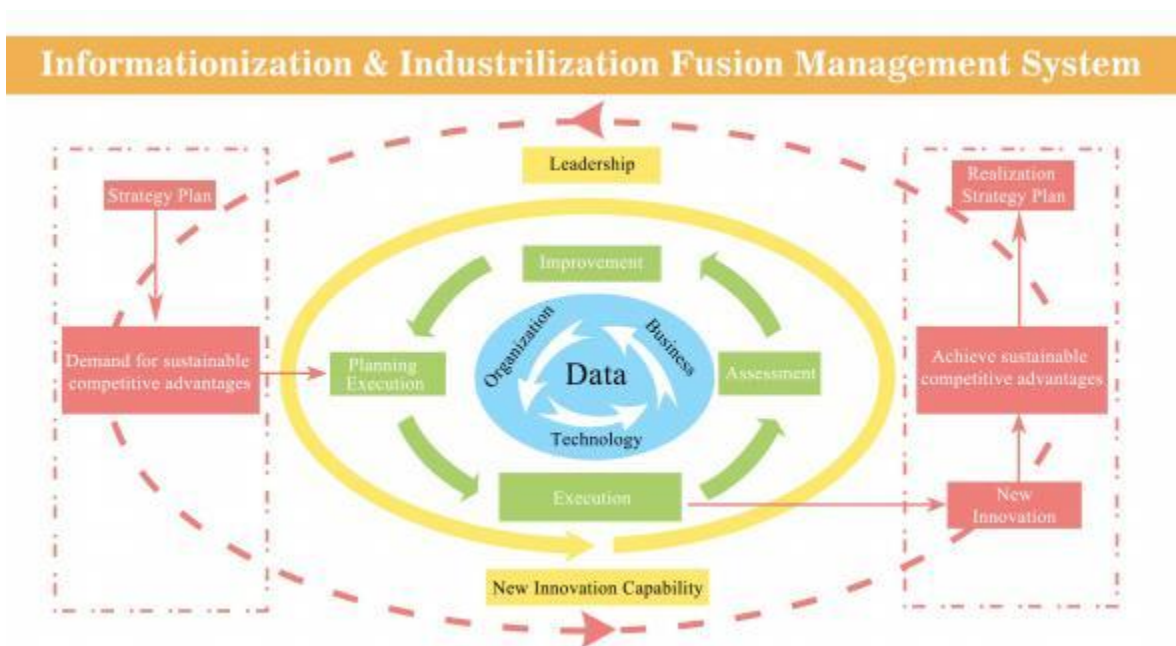 Informationization & Industrilization Fusion Management System
Leadership
Strategy Plan
Realization
Strategy Plan
Improvement
Organization
Business
Demand for sustainable
competitive advantages
Planning
Execution
Data
Assessment
Achieve sustainable
competitive advantages
Technology
Execution
New
Innovation
New Innovation Capability